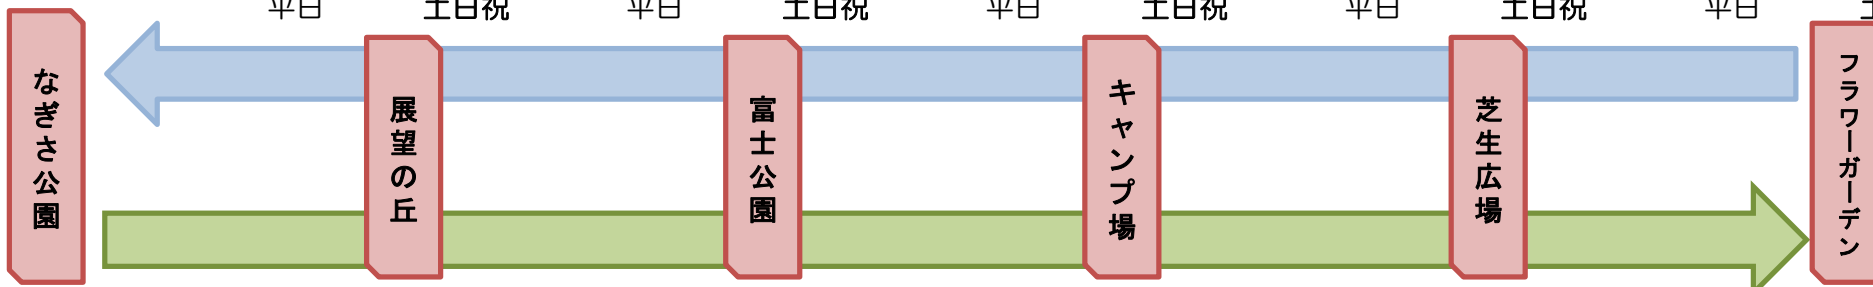 平日 土日祝 平日 土日祝 平日 土日祝 平日 土日祝 平日
なぎさ公園
展望の丘
富士公園
キャンプ場
芝生広場
フラワーガーデン